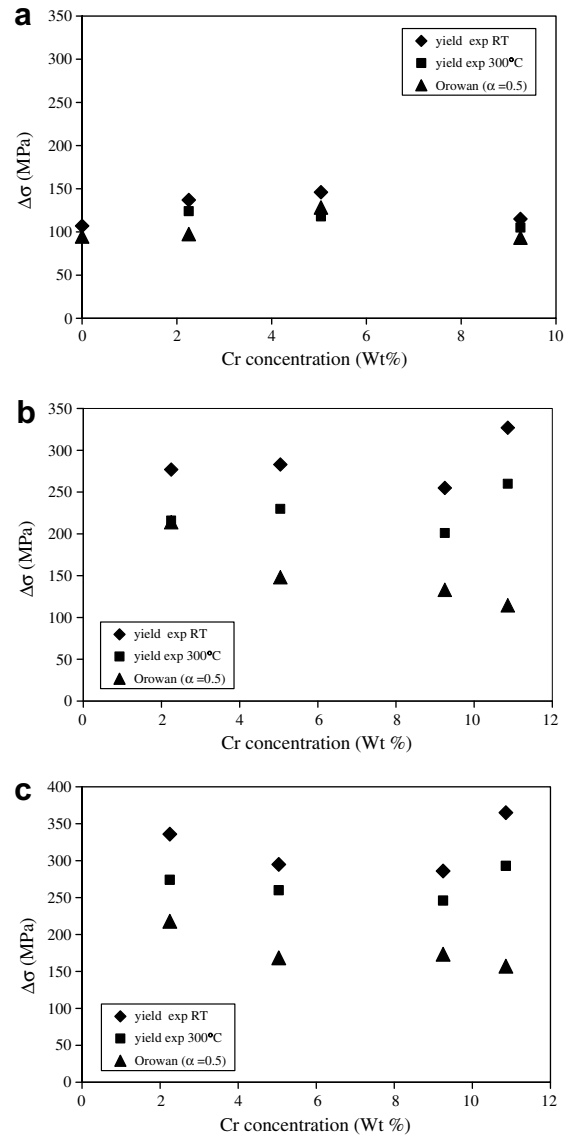 a
350
300
250
200
150
100
50
0
Δσ (MPa)
yield exp RT
yield exp 300°C
Orowan (α =0.5)
0 2 4 6 8 10
Cr concentration (Wt%)
b
350
300
250
200
150
100
50
0
Δσ (MPa)
yield exp RT
yield exp 300°C
Orowan (α =0.5)
0 2 4 6 8 10 12
Cr concentration (Wt %)
c
400
350
300
250
200
150
100
50
0
Δσ (MPa)
yield exp RT
yield exp 300°C
Orowan (α =0.5)
0 2 4 6 8 10 12
Cr concentration (Wt %)